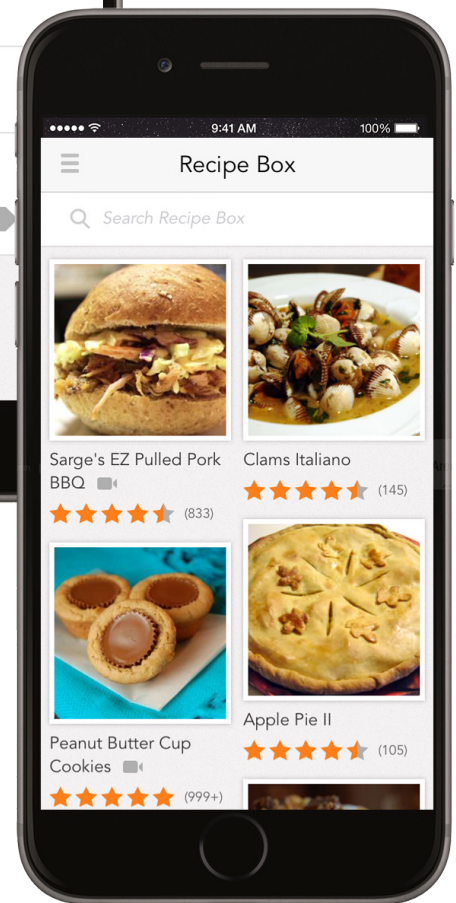 9:41 AM
100%
Recipe Box
Search Recipe Box
Sarge's EZ Pulled Pork
BBQ
(833)
Clams Italiano
(145)
Peanut Butter Cup
Cookies
(999+)
Apple Pie II
(105)